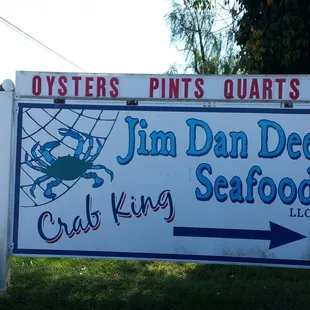 OYSTERS PINTS QUARTS
Jim Dan Dee
Seafood
LLC
Crab King